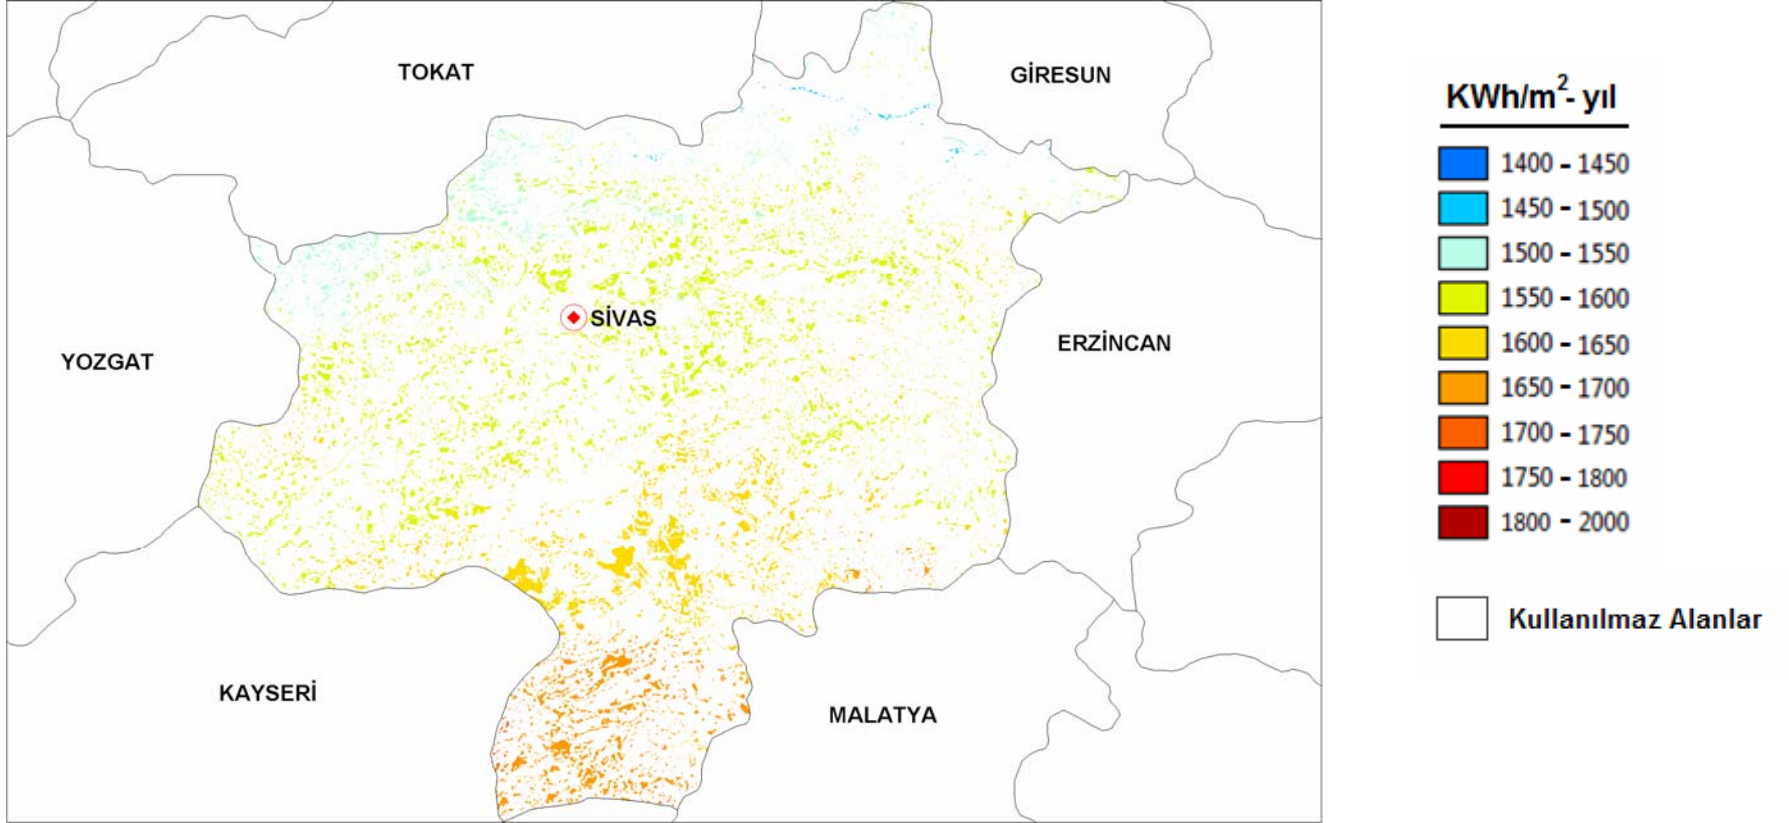 TOKAT
GİRESUN
SİVAS
YOZGAT
ERZİNCAN
KAYSERİ
MALATYA
KWh/m²- yıl
1400 - 1450
1450 - 1500
1500 - 1550
1550 - 1600
1600 - 1650
1650 - 1700
1700 - 1750
1750 - 1800
1800 - 2000
Kullanılmaz Alanlar